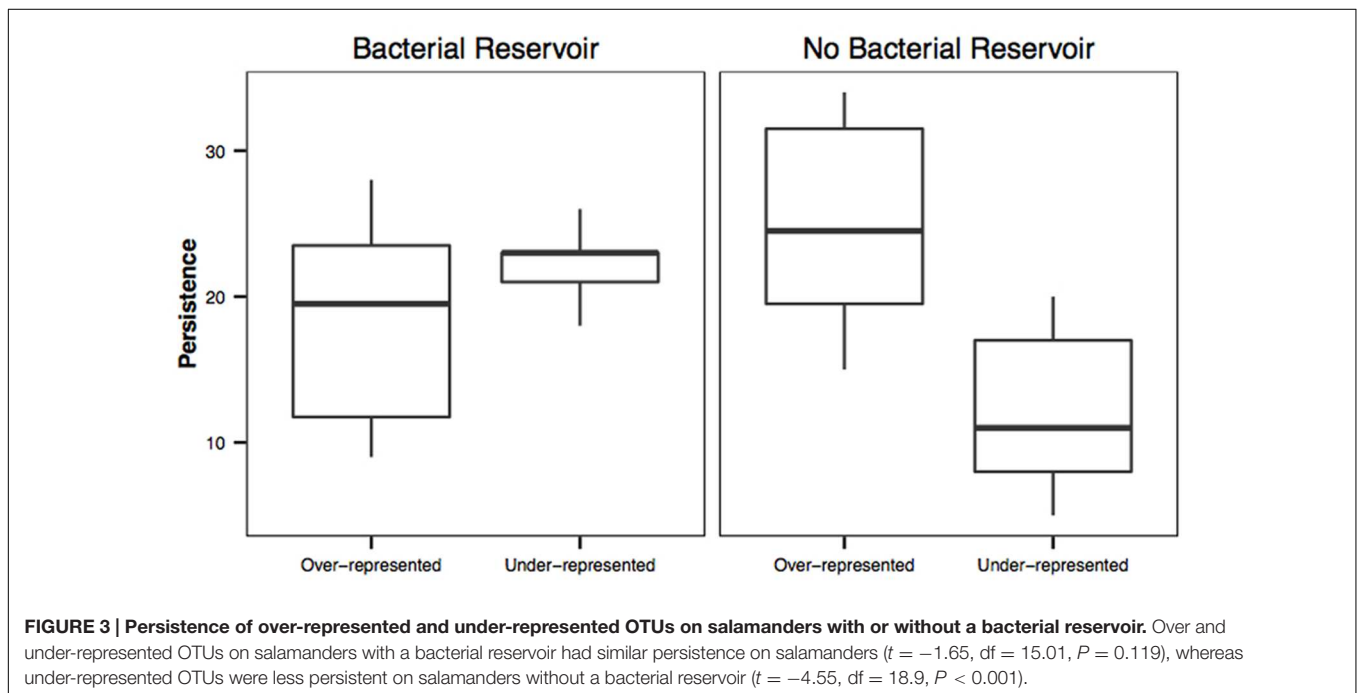 Bacterial Reservoir
No Bacterial Reservoir
Persistence
30
20
10
Over−represented
Under−represented
Over−represented
Under−represented
FIGURE 3 | Persistence of over-represented and under-represented OTUs on salamanders with or without a bacterial reservoir. Over and
under-represented OTUs on salamanders with a bacterial reservoir had similar persistence on salamanders (t = −1.65, df = 15.01, P = 0.119), whereas
under-represented OTUs were less persistent on salamanders without a bacterial reservoir (t = −4.55, df = 18.9, P < 0.001).